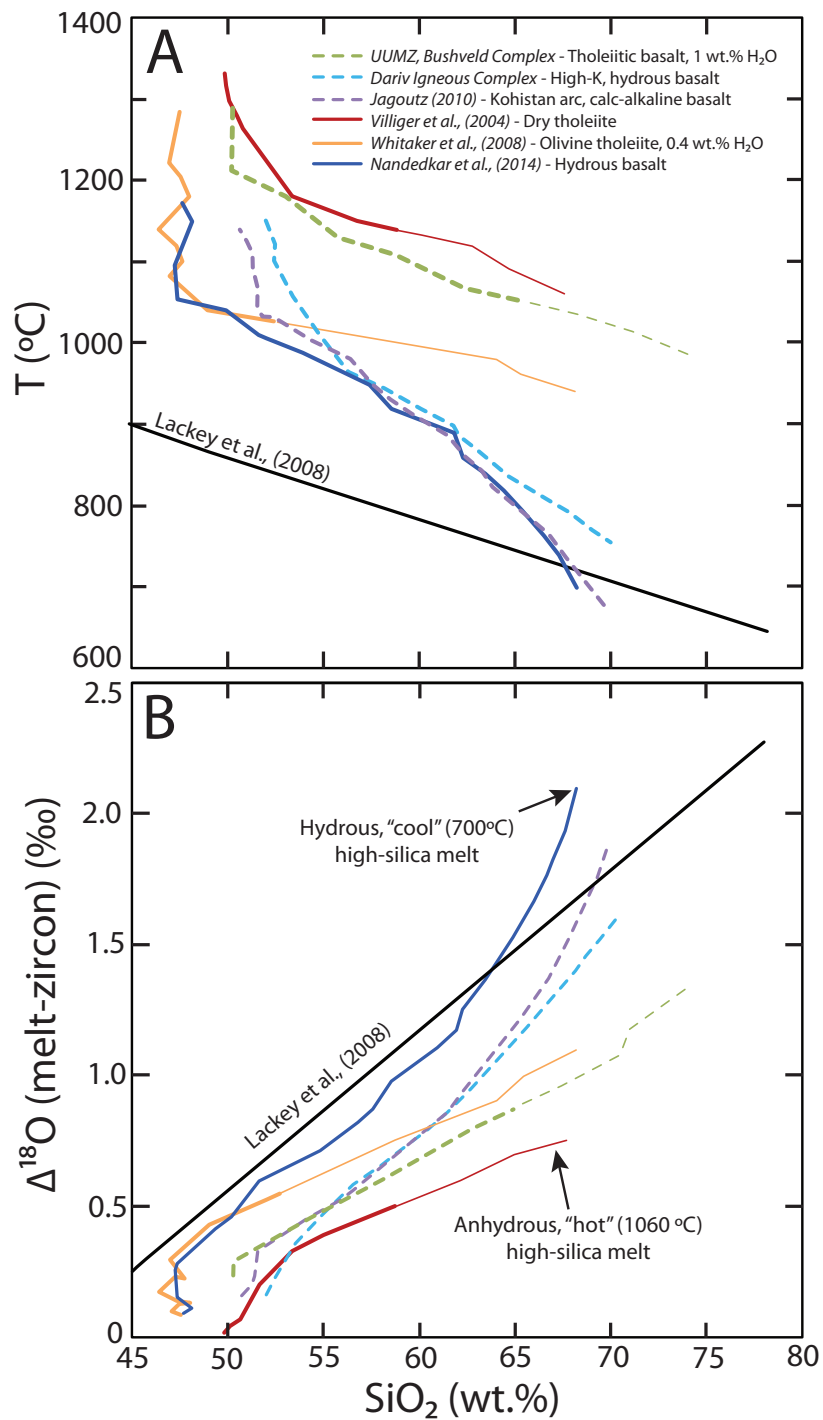 A
1400
1200
1000
800
600
T (ºC)
UUMZ, Bushveld Complex - Tholeiitic basalt, 1 wt.% H₂O
Dariv Igneous Complex - High-K, hydrous basalt
Jagoutz (2010) - Kohistan arc, calc-alkaline basalt
Villiger et al., (2004) - Dry tholeiite
Whitaker et al., (2008) - Olivine tholeiite, 0.4 wt.% H₂O
Nandedkar et al., (2014) - Hydrous basalt
Lackey et al., (2008)
B
2.5
2.0
1.5
1.0
0.5
0
Δ¹⁸O (melt-zircon) (‰)
Hydrous, “cool” (700ºC)
high-silica melt
Lackey et al., (2008)
Anhydrous, “hot” (1060 ºC)
high-silica melt
45 50 55 60 65 70 75 80
SiO₂ (wt.%)